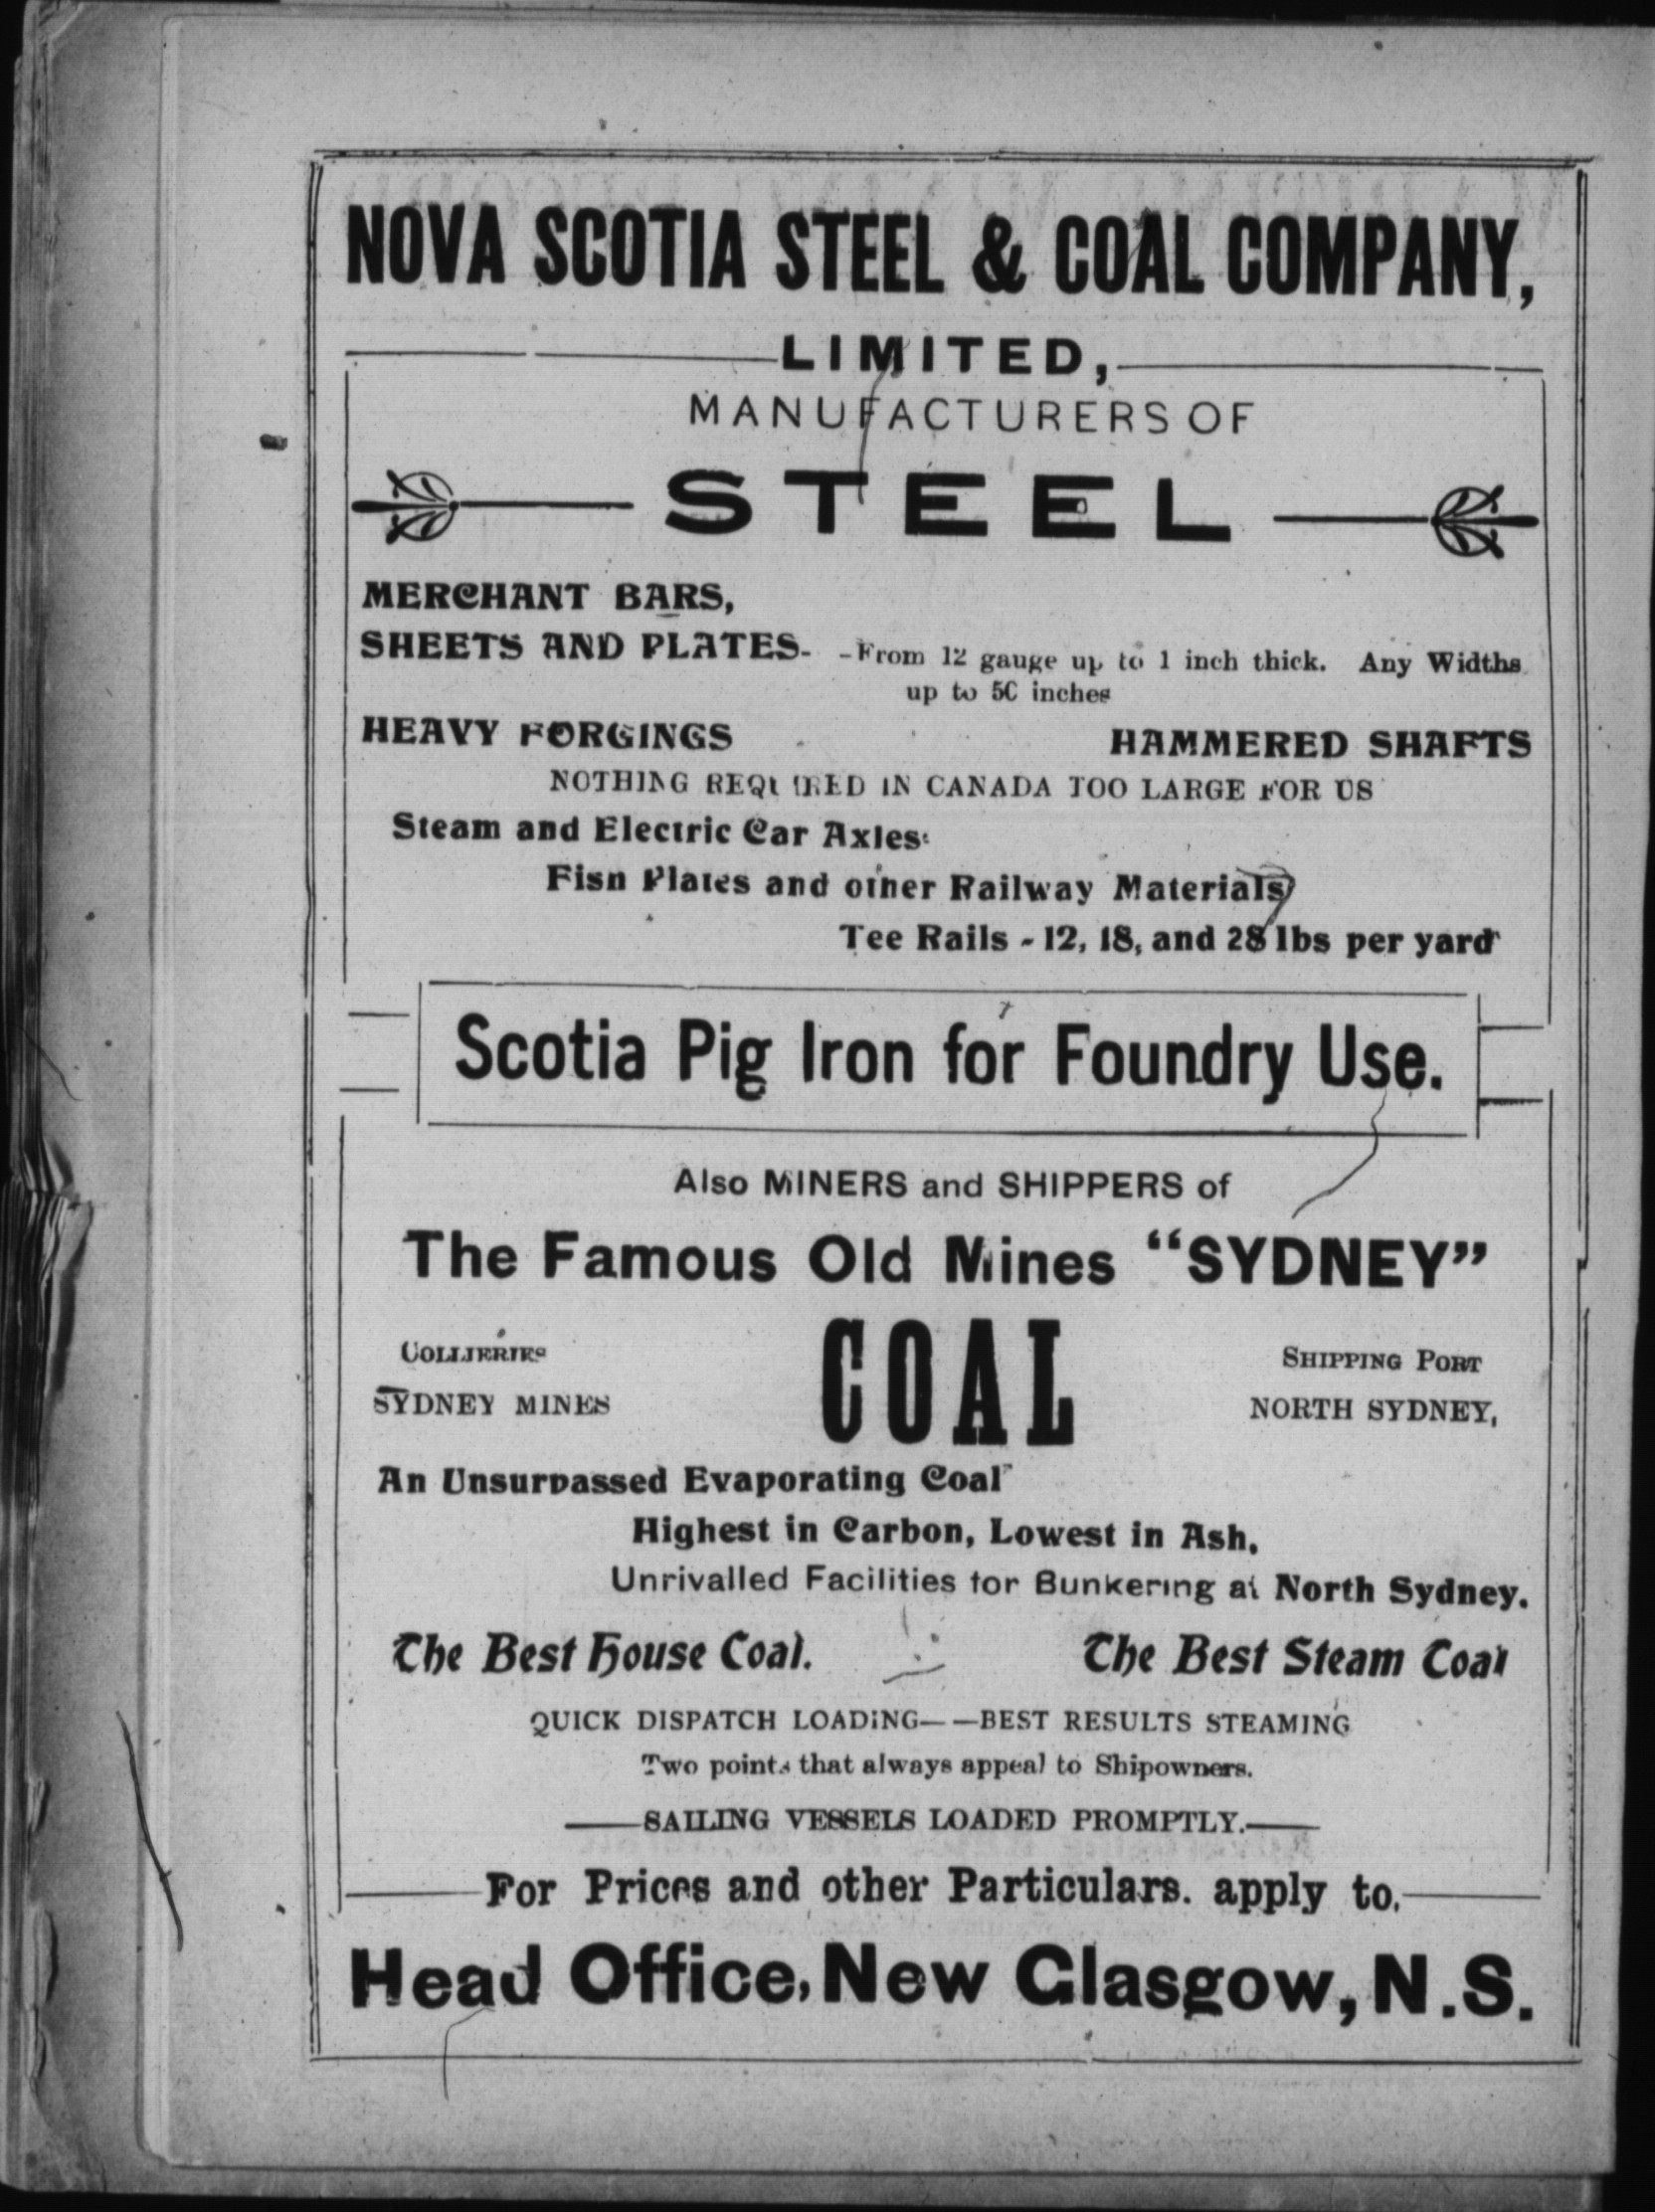 NOVA SCOTIA STEEL & COAL COMPANY,
LIMITED,
MANUFACTURERS OF
STEEL
MERCHANT BARS,
SHEETS AND PLATES- -From 12 gauge up to 1 inch thick. Any Widths
up to 50 inches
HEAVY FORGINGS HAMMERED SHAFTS
NOTHING REQUIRED IN CANADA TOO LARGE FOR US
Steam and Electric Car Axles
Fish Plates and other Railway Materials
Tee Rails - 12, 18, and 28 lbs per yard
Scotia Pig Iron for Foundry Use.
Also MINERS and SHIPPERS of
The Famous Old Mines "SYDNEY"
COAL
COLLIERIES
SYDNEY MINES
SHIPPING PORT
NORTH SYDNEY,
An Unsurpassed Evaporating Coal
Highest in Carbon, Lowest in Ash,
Unrivalled Facilities for Bunkering at North Sydney.
The Best House Coal. The Best Steam Coal
QUICK DISPATCH LOADING— —BEST RESULTS STEAMING
Two points that always appeal to Shipowners.
——SAILING VESSELS LOADED PROMPTLY.——
——For Prices and other Particulars. apply to,——
Head Office, New Glasgow, N.S.